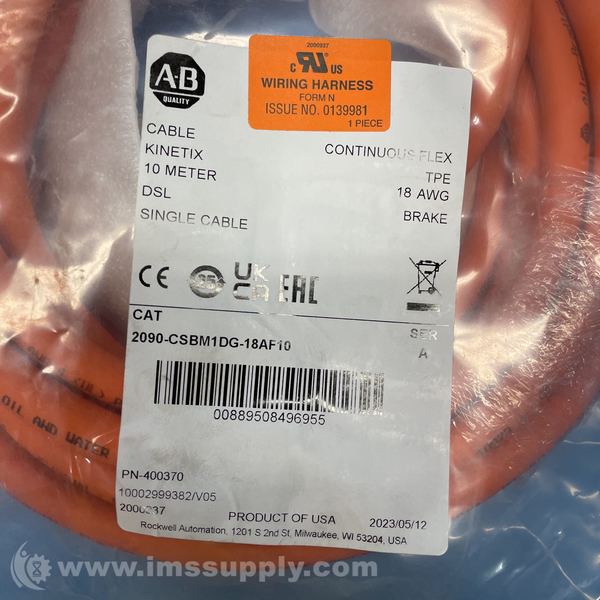 2000937
c RU US
WIRING HARNESS
FORM N
ISSUE NO. 0139981
1 PIECE
A-B
QUALITY
CABLE
KINETIX
10 METER
DSL
SINGLE CABLE
CONTINUOUS FLEX
TPE
18 AWG
BRAKE
CE 25 UK CA EAC
CAT
2090-CSBM1DG-18AF10
SER
A
00889508496955
OIL AND WATER
PN-400370
10002999382/V05
PRODUCT OF USA
2023/05/12
Rockwell Automation, 1201 S 2nd St, Milwaukee, WI 53204, USA
www.imssupply.com